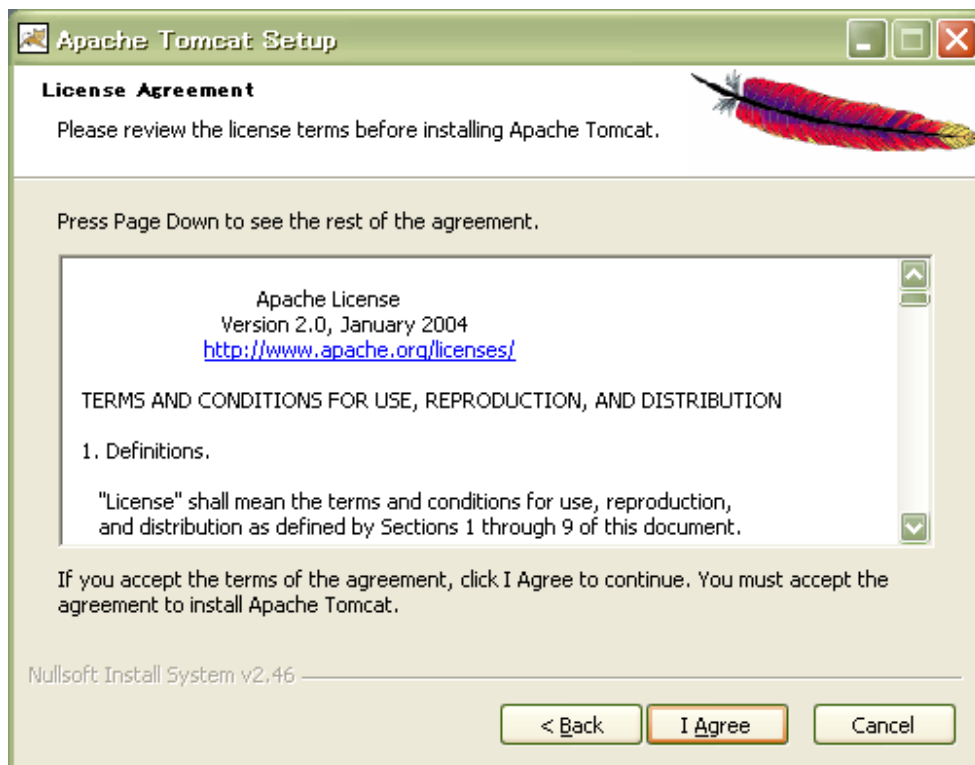 Apache Tomcat Setup
License Agreement
Please review the license terms before installing Apache Tomcat.
Press Page Down to see the rest of the agreement.
Apache License
Version 2.0, January 2004
http://www.apache.org/licenses/
TERMS AND CONDITIONS FOR USE, REPRODUCTION, AND DISTRIBUTION
1. Definitions.
"License" shall mean the terms and conditions for use, reproduction,
and distribution as defined by Sections 1 through 9 of this document.
If you accept the terms of the agreement, click I Agree to continue. You must accept the
agreement to install Apache Tomcat.
Nullsoft Install System v2.46
< Back I Agree Cancel